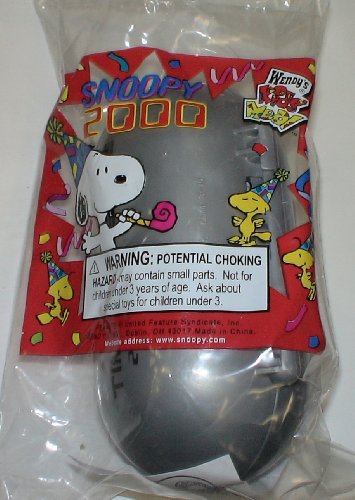 SNOOPY
2000
WENDY'S
KIDS'
MEAL
WARNING: POTENTIAL CHOKING
HAZARD-may contain small parts. Not for
children under 3 years of age. Ask about
special toys for children under 3.
United Feature Syndicate, Inc.
Dublin, OH 43017 Made in China.
Website address: www.snoopy.com